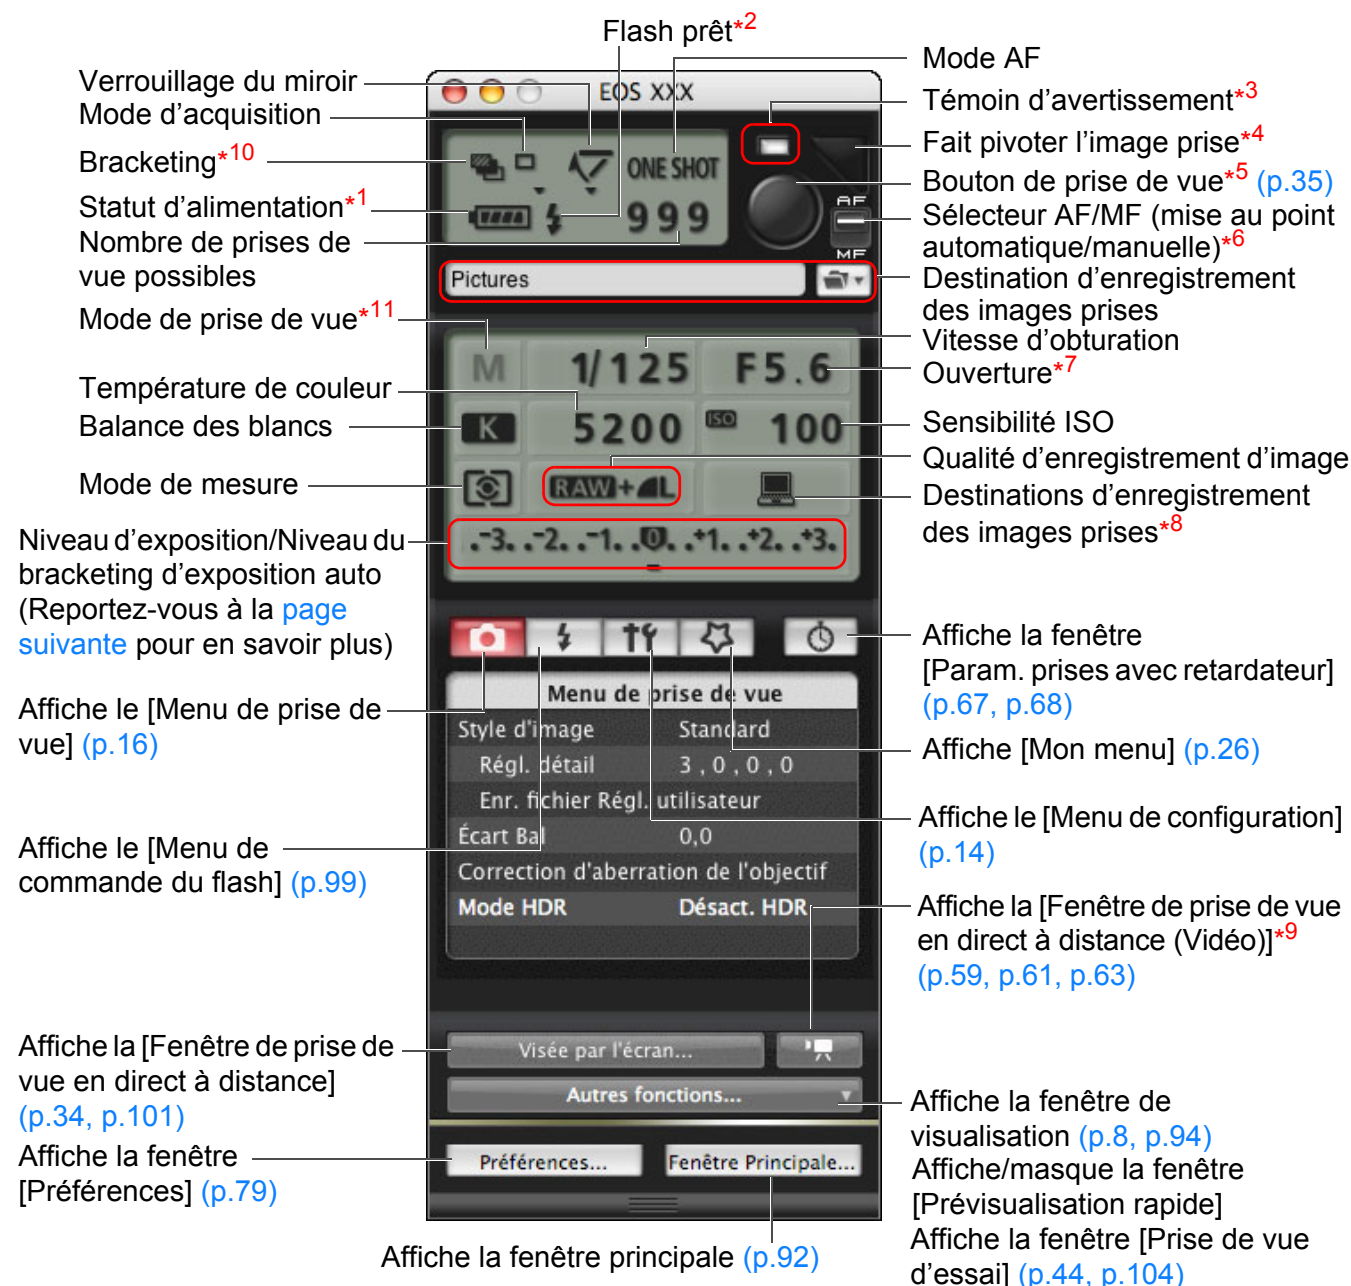 Flash prêt*2
Verrouillage du miroir
Mode d'acquisition
Bracketing*10
Statut d'alimentation*1
Nombre de prises de
vue possibles
Mode de prise de vue*11
Température de couleur
Balance des blancs
Mode de mesure
Niveau d'exposition/Niveau du
bracketing d'exposition auto
(Reportez-vous à la page
suivante pour en savoir plus)
Affiche le [Menu de prise de
vue] (p.16)
Affiche le [Menu de
commande du flash] (p.99)
Affiche la [Fenêtre de prise de
vue en direct à distance]
(p.34, p.101)
Affiche la fenêtre
[Préférences] (p.79)
EOS XXX
ONE SHOT
999
AF
MF
Pictures
M 1/125 F5.6
K 5200 ISO 100
RAW+L
.-3. .-2. .-1. .0. .+1. .+2. .+3.
Menu de prise de vue
Style d'image Standard
Régl. détail 3 , 0 , 0 , 0
Enr. fichier Régl. utilisateur
Écart Bal 0,0
Correction d'aberration de l'objectif
Mode HDR Désact. HDR
Visée par l'écran...
Autres fonctions...
Préférences... Fenêtre Principale...
Affiche la fenêtre principale (p.92)
Mode AF
Témoin d'avertissement*3
Fait pivoter l'image prise*4
Bouton de prise de vue*5 (p.35)
Sélecteur AF/MF (mise au point
automatique/manuelle)*6
Destination d'enregistrement
des images prises
Vitesse d'obturation
Ouverture*7
Sensibilité ISO
Qualité d'enregistrement d'image
Destinations d'enregistrement
des images prises*8
Affiche la fenêtre
[Param. prises avec retardateur]
(p.67, p.68)
Affiche [Mon menu] (p.26)
Affiche le [Menu de configuration]
(p.14)
Affiche la [Fenêtre de prise de vue
en direct à distance (Vidéo)]*9
(p.59, p.61, p.63)
Affiche la fenêtre de
visualisation (p.8, p.94)
Affiche/masque la fenêtre
[Prévisualisation rapide]
Affiche la fenêtre [Prise de vue
d'essai] (p.44, p.104)